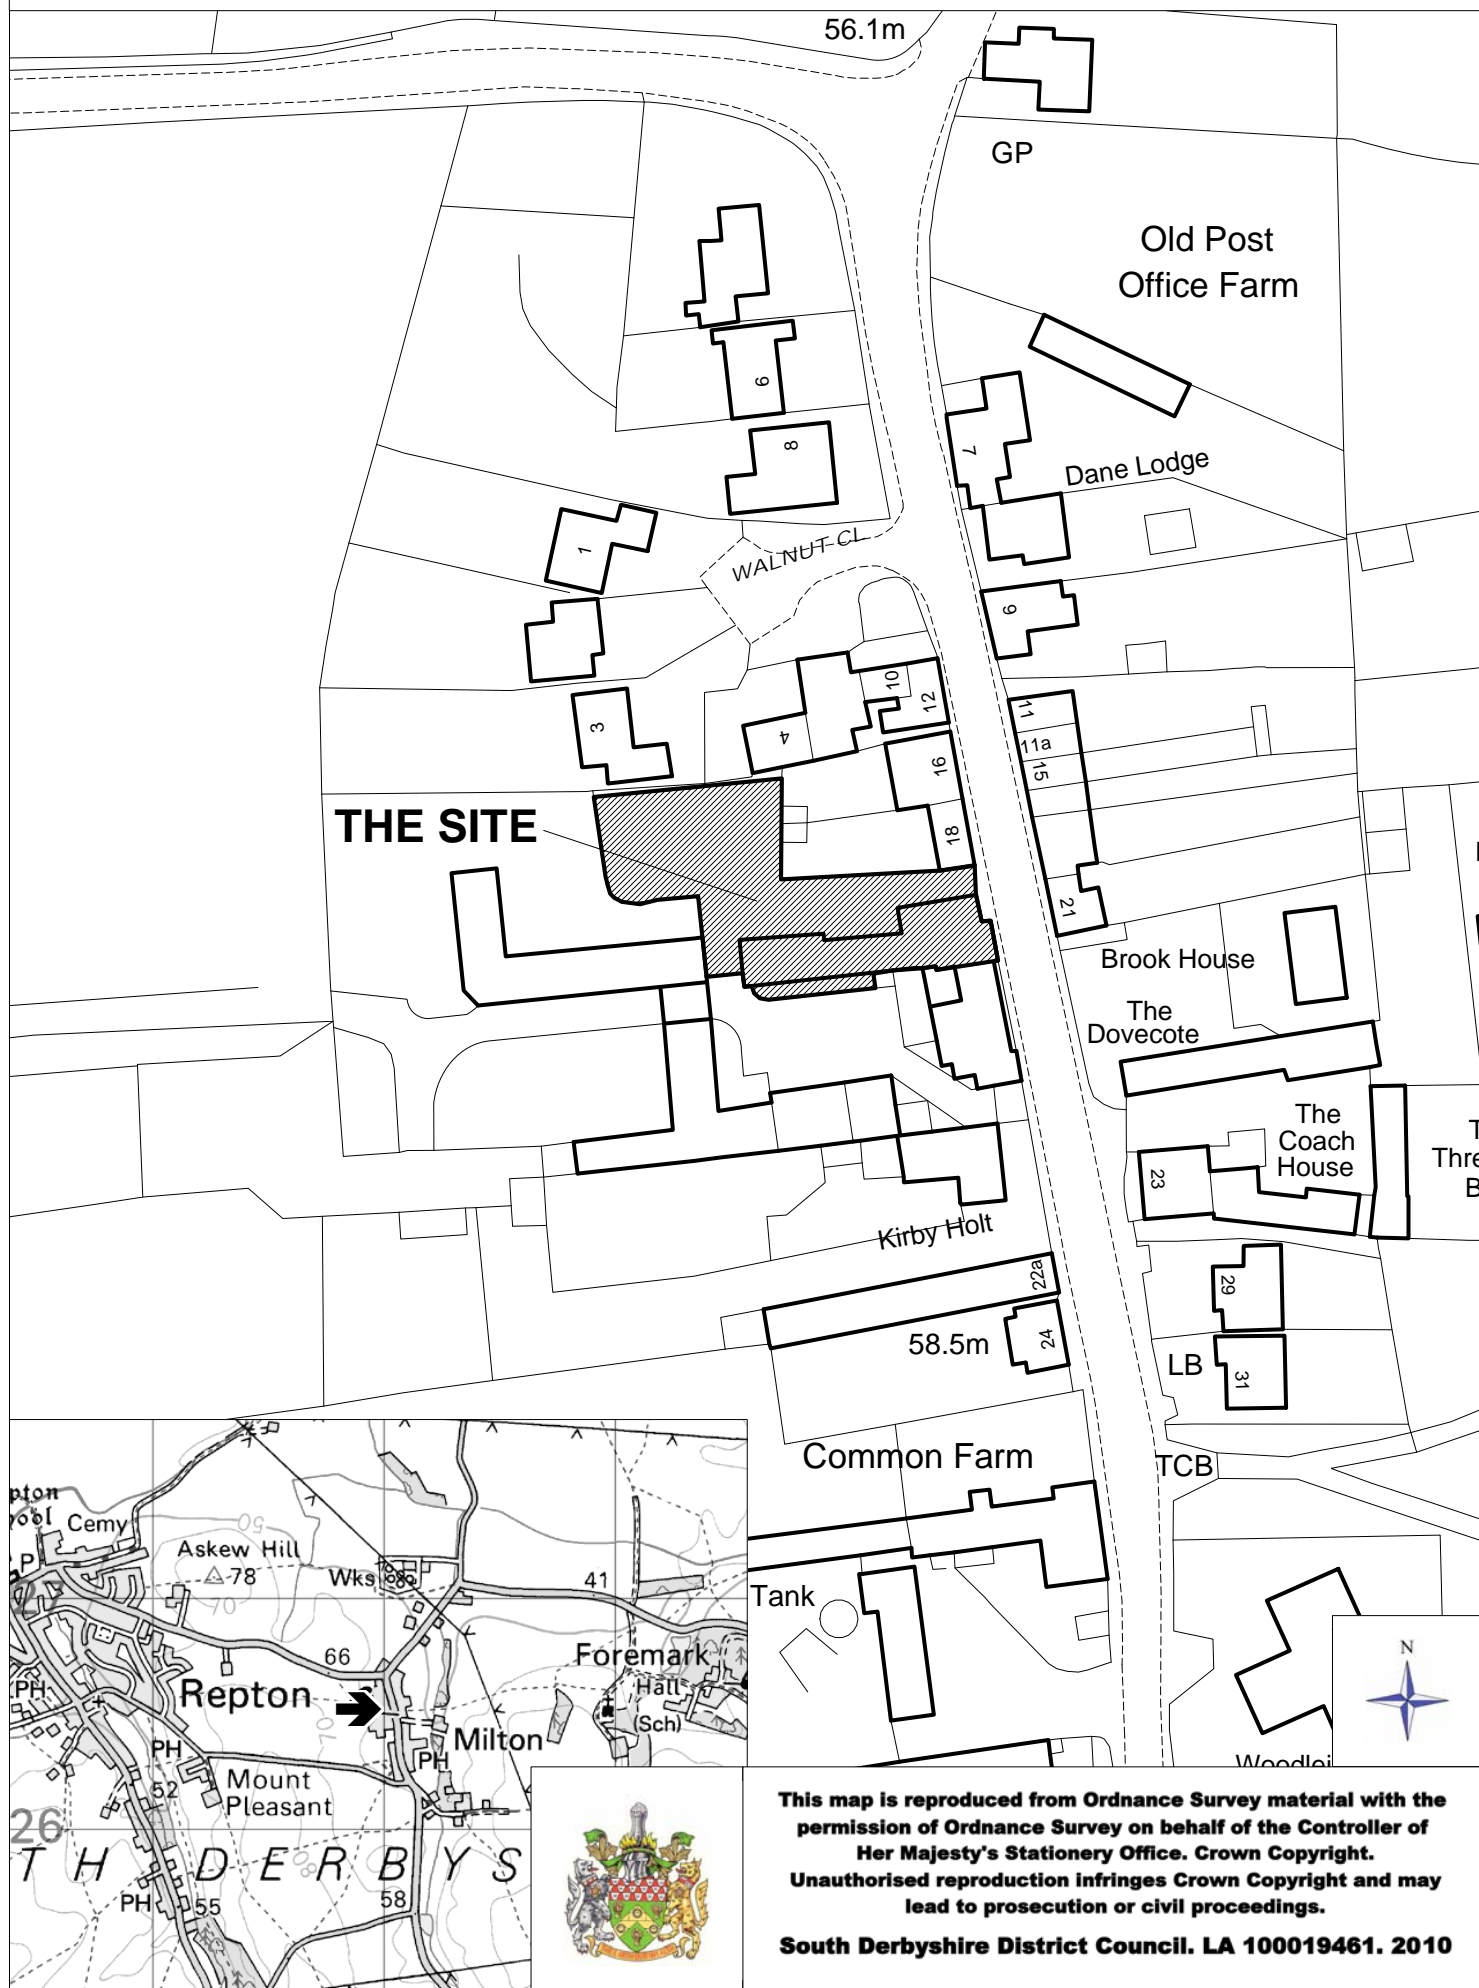 56.1m
GP
Old Post
Office Farm
6
8
7
Dane Lodge
1
WALNUT CL
6
3
4
10
12
11
11a
15
16
18
THE SITE
21
Brook House
The
Dovecote
The
Coach
House
23
Kirby Holt
22a
24
58.5m
29
31
LB
Common Farm
TCB
Tank
N
pton
Cemy
P
Askew Hill
78
50
70
Wks
41
27
66
Foremark
Hall
(Sch)
Repton
PH
PH
Milton
PH
52
Mount
Pleasant
26
T H D E R B Y S
PH
55
58
This map is reproduced from Ordnance Survey material with the
permission of Ordnance Survey on behalf of the Controller of
Her Majesty's Stationery Office. Crown Copyright.
Unauthorised reproduction infringes Crown Copyright and may
lead to prosecution or civil proceedings.
South Derbyshire District Council. LA 100019461. 2010